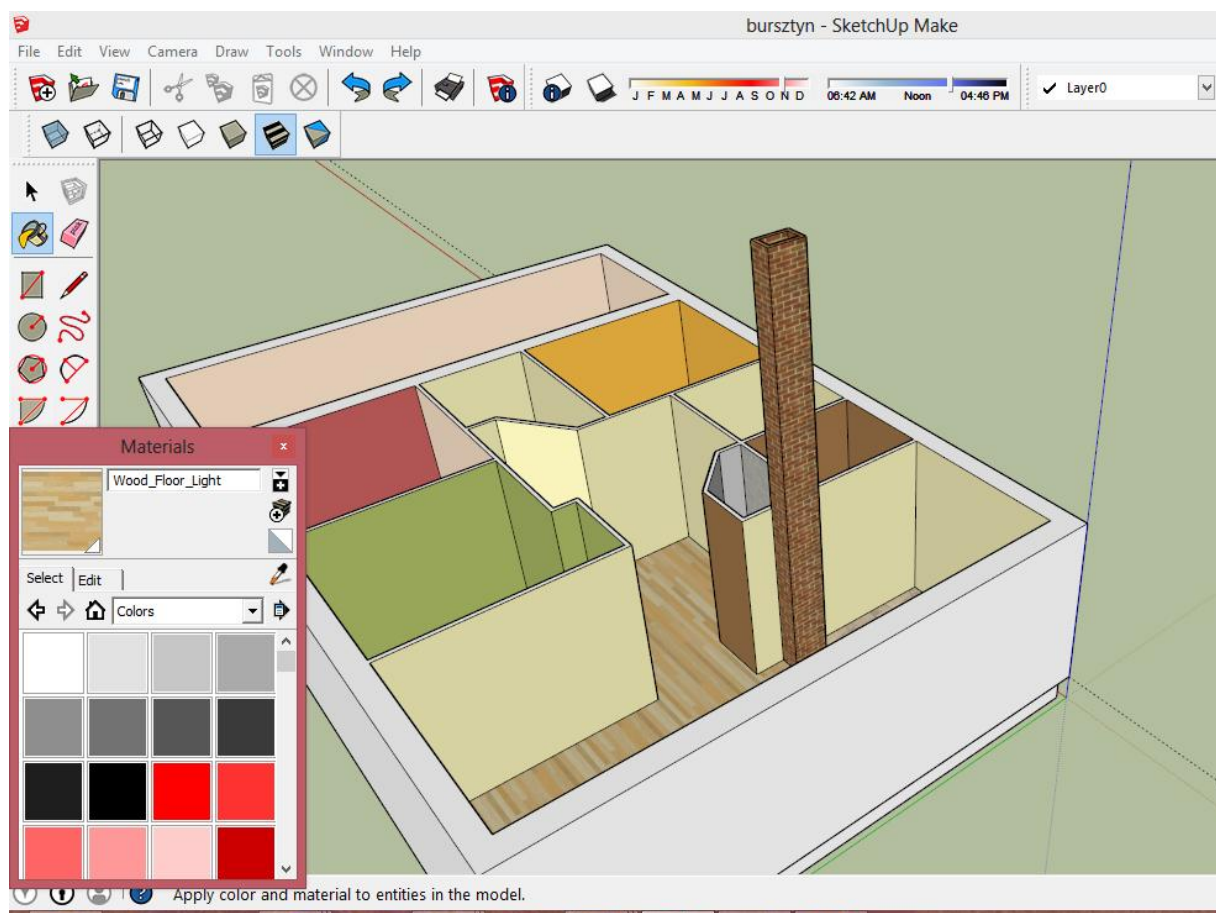 bursztyn - SketchUp Make
File Edit View Camera Draw Tools Window Help
J F M A M J J A S O N D 06:42 AM Noon 04:46 PM Layer0
Materials
Wood_Floor_Light
Select Edit
Colors
Apply color and material to entities in the model.